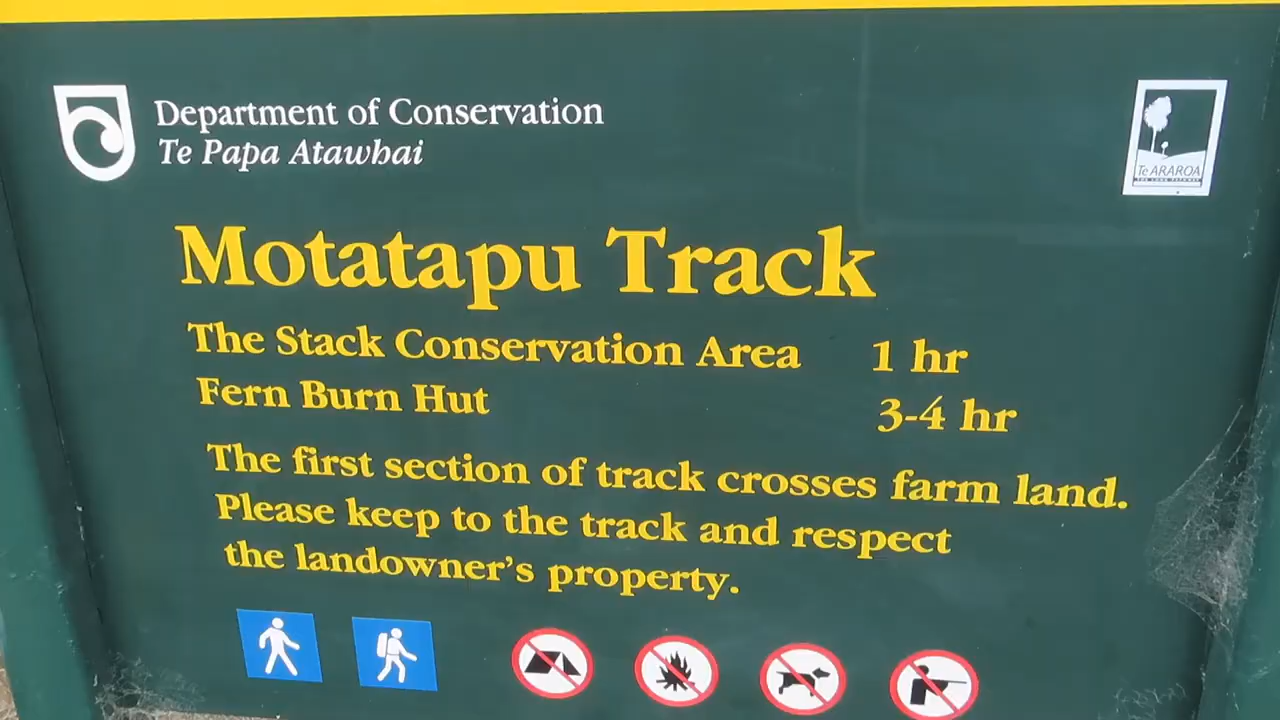 Department of Conservation
Te Papa Atawhai
Te ARAROA
Motatapu Track
The Stack Conservation Area 1 hr
Fern Burn Hut 3-4 hr
The first section of track crosses farm land.
Please keep to the track and respect
the landowner's property.